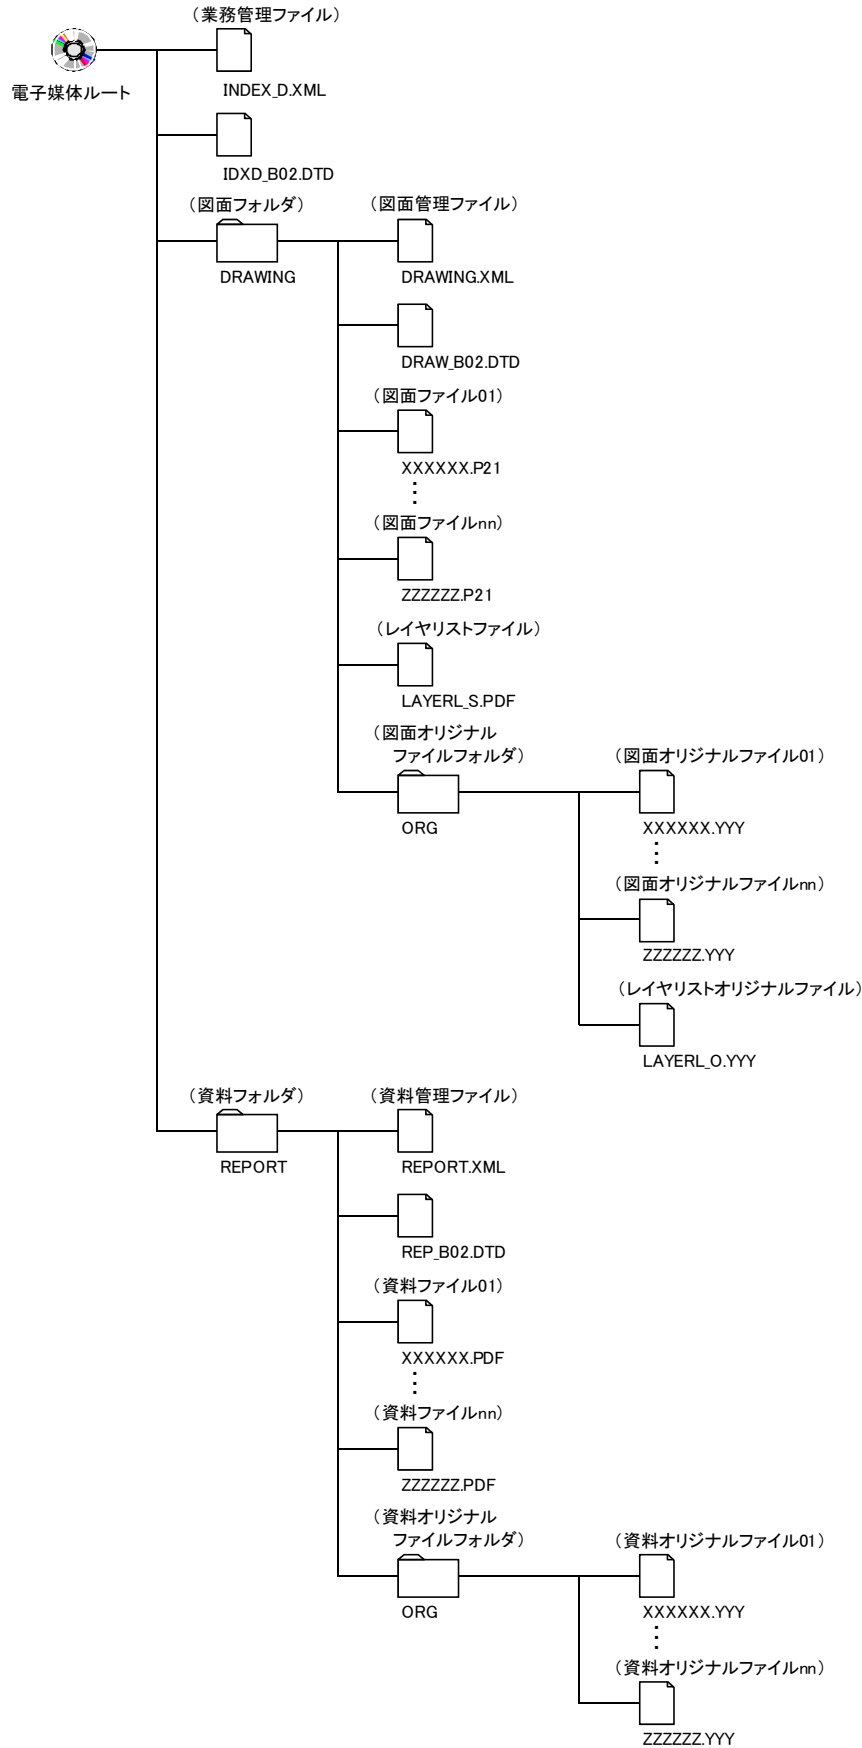 （業務管理ファイル）
INDEX_D.XML
電子媒体ルート
IDXD_B02.DTD
（図面フォルダ）
DRAWING
（図面管理ファイル）
DRAWING.XML
DRAW_B02.DTD
（図面ファイル01）
XXXXXX.P21
（図面ファイルnn）
ZZZZZZ.P21
（レイヤリストファイル）
LAYERL_S.PDF
（図面オリジナル
ファイルフォルダ）
ORG
（図面オリジナルファイル01）
XXXXXX.YYY
（図面オリジナルファイルnn）
ZZZZZZ.YYY
（レイヤリストオリジナルファイル）
LAYERL_O.YYY
（資料フォルダ）
REPORT
（資料管理ファイル）
REPORT.XML
REP_B02.DTD
（資料ファイル01）
XXXXXX.PDF
（資料ファイルnn）
ZZZZZZ.PDF
（資料オリジナル
ファイルフォルダ）
ORG
（資料オリジナルファイル01）
XXXXXX.YYY
（資料オリジナルファイルnn）
ZZZZZZ.YYY